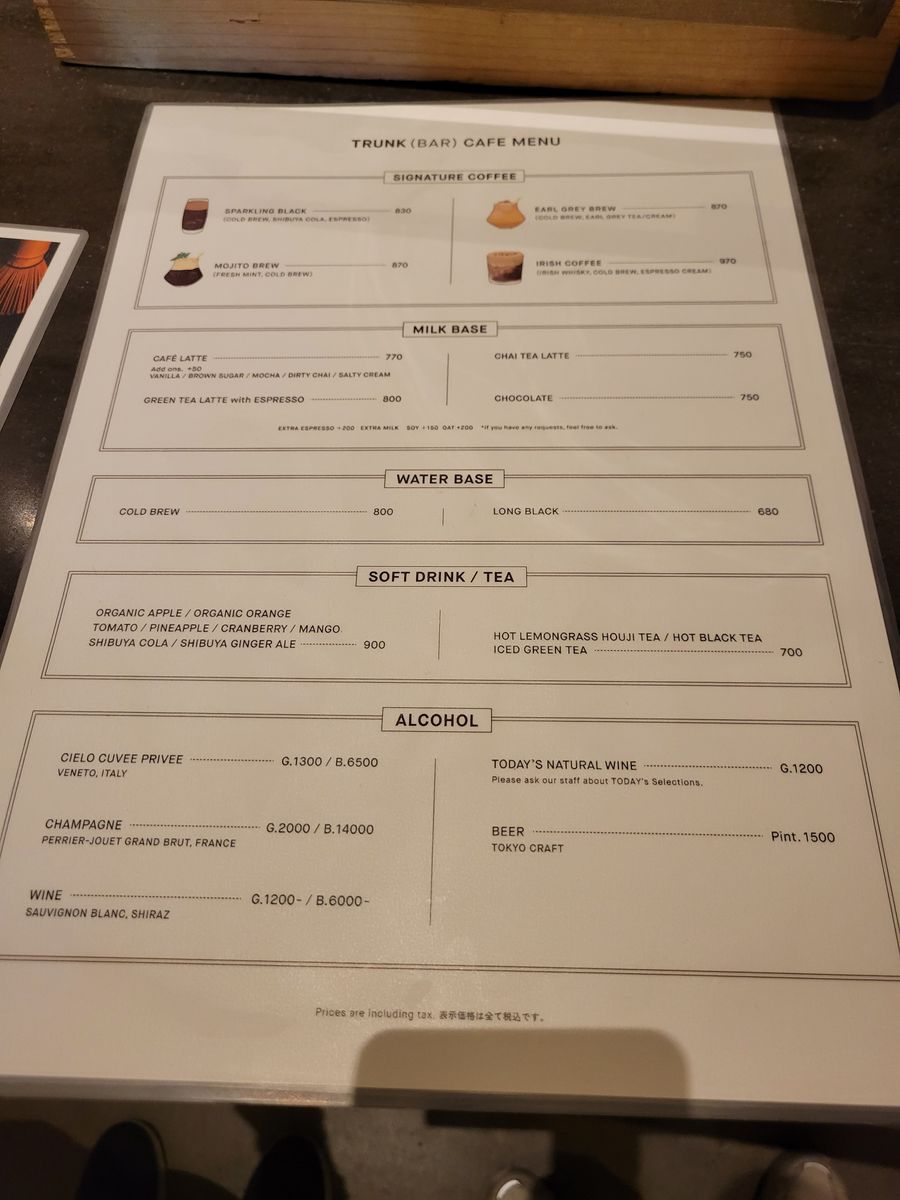 TRUNK (BAR) CAFE MENU
SIGNATURE COFFEE
SPARKLING BLACK 830
(COLD BREW, SHIBUYA COLA, ESPRESSO)
MOJITO BREW 870
(FRESH MINT, COLD BREW)
EARL GREY BREW 870
(COLD BREW, EARL GREY TEA/CREAM)
IRISH COFFEE 970
(IRISH WHISKY, COLD BREW, ESPRESSO CREAM)
MILK BASE
CAFÉ LATTE 770
Add ons. +50
VANILLA / BROWN SUGAR / MOCHA / DIRTY CHAI / SALTY CREAM
GREEN TEA LATTE with ESPRESSO 800
CHAI TEA LATTE 750
CHOCOLATE 750
EXTRA ESPRESSO +200 EXTRA MILK SOY +150 OAT +200 *If you have any requests, feel free to ask.
WATER BASE
COLD BREW 800
LONG BLACK 680
SOFT DRINK / TEA
ORGANIC APPLE / ORGANIC ORANGE
TOMATO / PINEAPPLE / CRANBERRY / MANGO
SHIBUYA COLA / SHIBUYA GINGER ALE 900
HOT LEMONGRASS HOUJI TEA / HOT BLACK TEA
ICED GREEN TEA 700
ALCOHOL
CIELO CUVEE PRIVEE G.1300 / B.6500
VENETO, ITALY
CHAMPAGNE G.2000 / B.14000
PERRIER-JOUET GRAND BRUT, FRANCE
WINE G.1200- / B.6000-
SAUVIGNON BLANC, SHIRAZ
TODAY'S NATURAL WINE G.1200
Please ask our staff about TODAY's Selections.
BEER Pint.1500
TOKYO CRAFT
Prices are including tax. 表示価格は全て税込です。